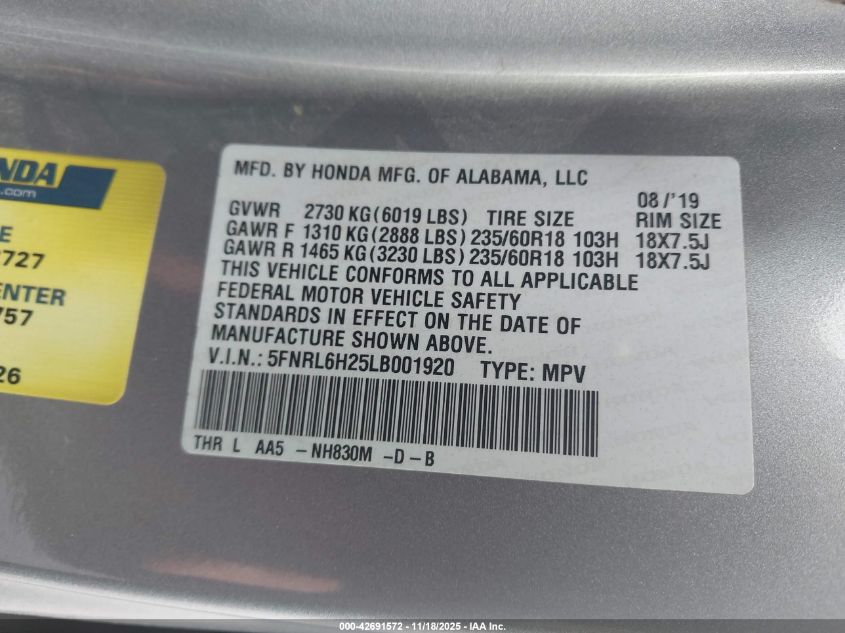 NDA
.com
E
2727
ENTER
757
26
MFD. BY HONDA MFG. OF ALABAMA, LLC
08/'19
GVWR 2730 KG (6019 LBS) TIRE SIZE RIM SIZE
GAWR F 1310 KG (2888 LBS) 235/60R18 103H 18X7.5J
GAWR R 1465 KG (3230 LBS) 235/60R18 103H 18X7.5J
THIS VEHICLE CONFORMS TO ALL APPLICABLE
FEDERAL MOTOR VEHICLE SAFETY
STANDARDS IN EFFECT ON THE DATE OF
MANUFACTURE SHOWN ABOVE.
V.I.N.: 5FNRL6H25LB001920 TYPE: MPV
THR L AA5 -NH830M -D-B
000-42691572 - 11/18/2025 - IAA Inc.